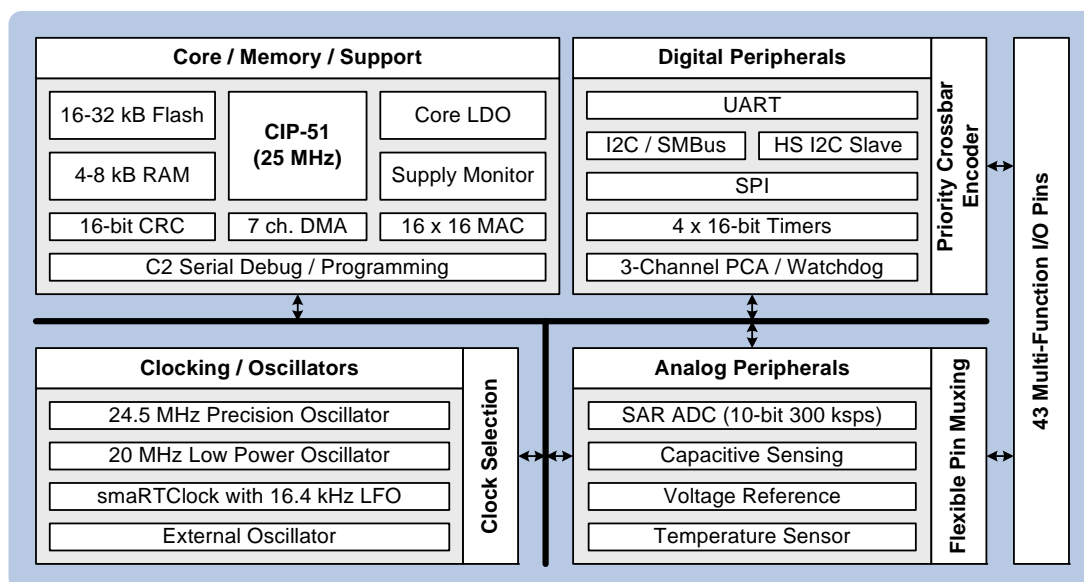 Core / Memory / Support
16-32 kB Flash
CIP-51
(25 MHz)
Core LDO
4-8 kB RAM
Supply Monitor
16-bit CRC
7 ch. DMA
16 x 16 MAC
C2 Serial Debug / Programming
Digital Peripherals
UART
I2C / SMBus
HS I2C Slave
SPI
4 x 16-bit Timers
3-Channel PCA / Watchdog
Priority Crossbar
Encoder
43 Multi-Function I/O Pins
Clocking / Oscillators
24.5 MHz Precision Oscillator
20 MHz Low Power Oscillator
smaRTClock with 16.4 kHz LFO
External Oscillator
Clock Selection
Analog Peripherals
SAR ADC (10-bit 300 ksps)
Capacitive Sensing
Voltage Reference
Temperature Sensor
Flexible Pin Muxing